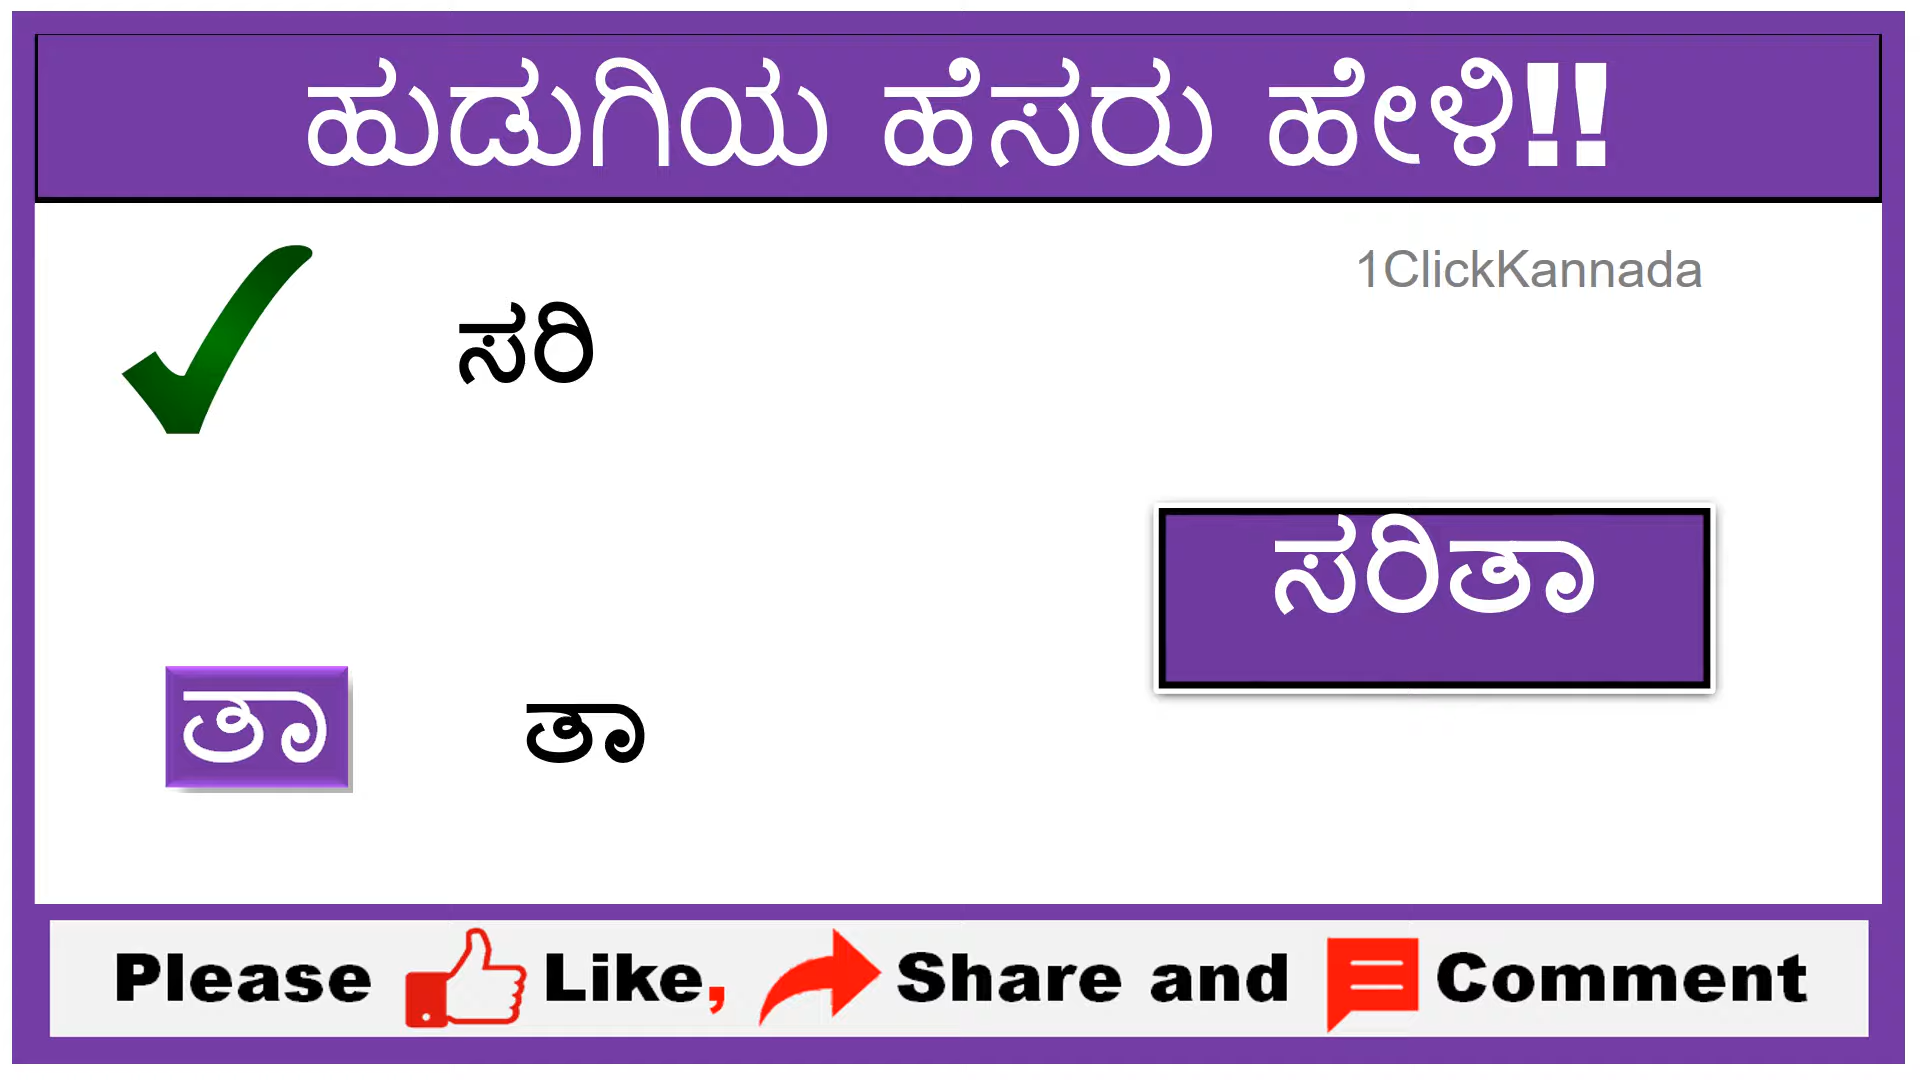 ಹುಡುಗಿಯ ಹೆಸರು ಹೇಳಿ!!
1ClickKannada
ಸರಿ
ಸರಿತಾ
ತಾ ತಾ
Please Like, Share and Comment